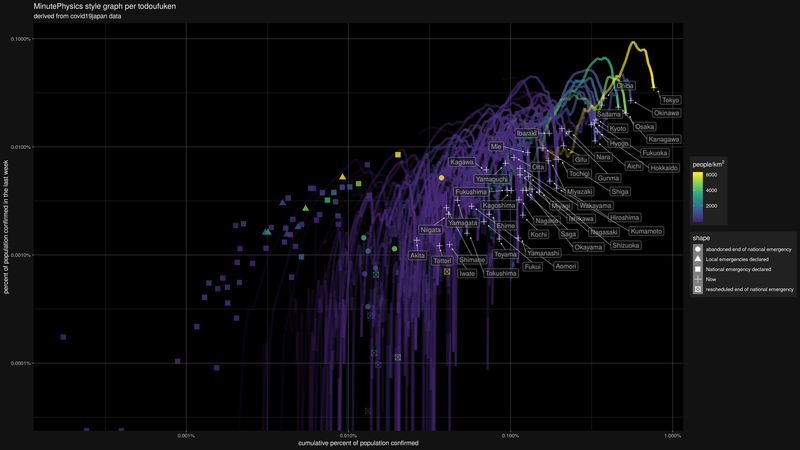 MinutePhysics style graph per todoufuken
derived from covid19japan data
percent of population confirmed in the last week
0.1000%
0.0100%
0.0010%
0.0001%
0.001%
0.010%
0.100%
1.000%
cumulative percent of population confirmed
Chiba
Tokyo
Okinawa
Saitama
Osaka
Kanagawa
Kyoto
Ibaraki
Hyogo
Fukuoka
Mie
Nara
Aichi
Hokkaido
Kagawa
Gifu
Oita
Tochigi
Gunma
Yamaguchi
Shiga
Miyazaki
Fukushima
Kagoshima
Miyagi
Wakayama
Hiroshima
Ishikawa
Nagano
Yamagata
Ehime
Niigata
Kochi
Saga
Nagasaki
Kumamoto
Shizuoka
Okayama
Akita
Tottori
Shimane
Toyama
Yamanashi
Iwate
Tokushima
Fukui
Aomori
people/km²
6000
4000
2000
shape
abandoned end of national emergency
Local emergencies declared
National emergency declared
Now
rescheduled end of national emergency